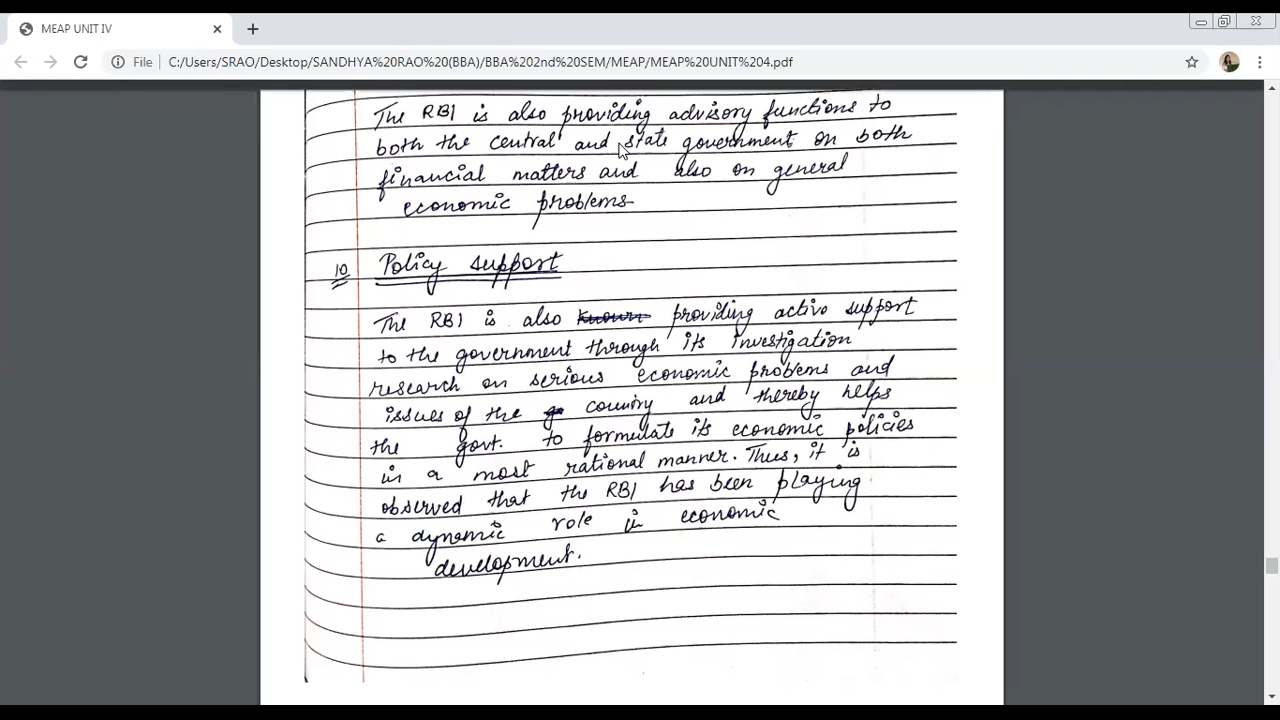 MEAP UNIT IV
File C:/Users/SRAO/Desktop/SANDHYA%20RAO%20(BBA)/BBA%202nd%20SEM/MEAP/MEAP%20UNIT%204.pdf
The RBI is also providing advisory functions to
both the central and state government on both
financial matters and also on general
economic problems
10 Policy support
The RBI is also known providing active support
to the government through its investigation
research on serious economic problems and
issues of the country and thereby helps
the govt. to formulate its economic policies
in a most rational manner. Thus, it is
observed that the RBI has been playing
a dynamic role in economic
development.